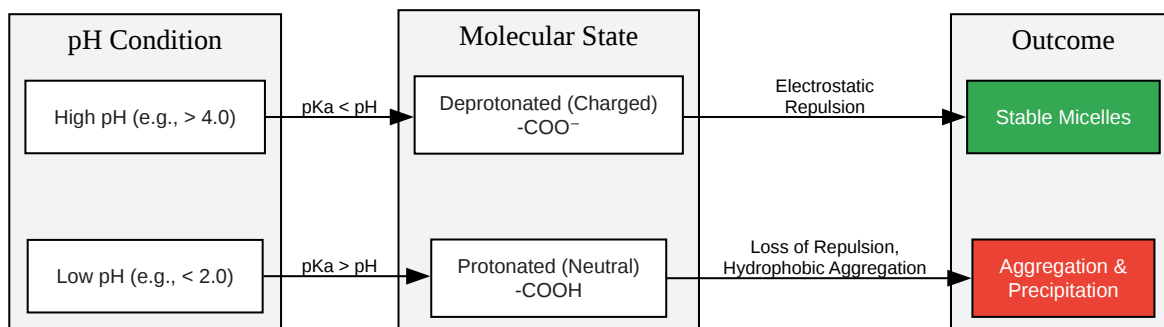 pH Condition
Molecular State
Outcome
High pH (e.g., > 4.0)
pKa < pH
Deprotonated (Charged)
-COO⁻
Electrostatic
Repulsion
Stable Micelles
Low pH (e.g., < 2.0)
pKa > pH
Protonated (Neutral)
-COOH
Loss of Repulsion,
Hydrophobic Aggregation
Aggregation &
Precipitation